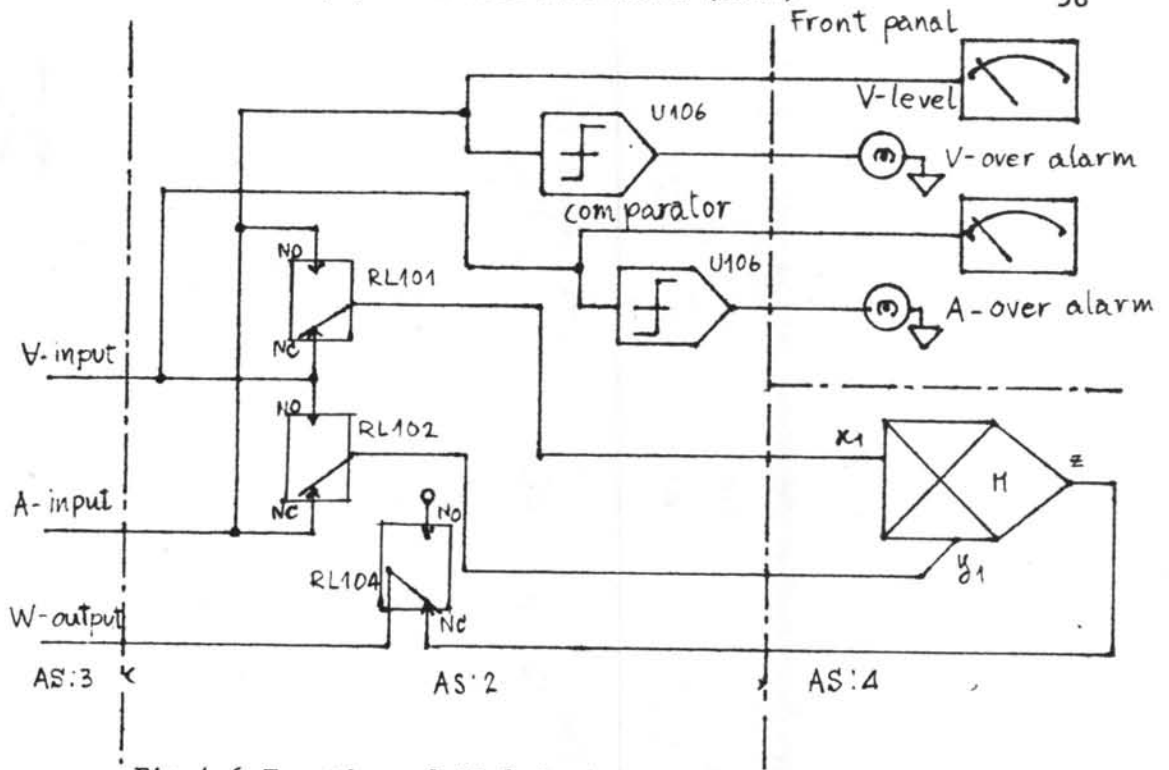 Front panal
V-level
U106
V-over alarm
comparator
U106
A-over alarm
NO
RL101
NC
V-input
NO
RL102
NC
A-input
NO
RL104
NC
W-output
x1
M
z
y1
AS:3
AS:2
AS:4